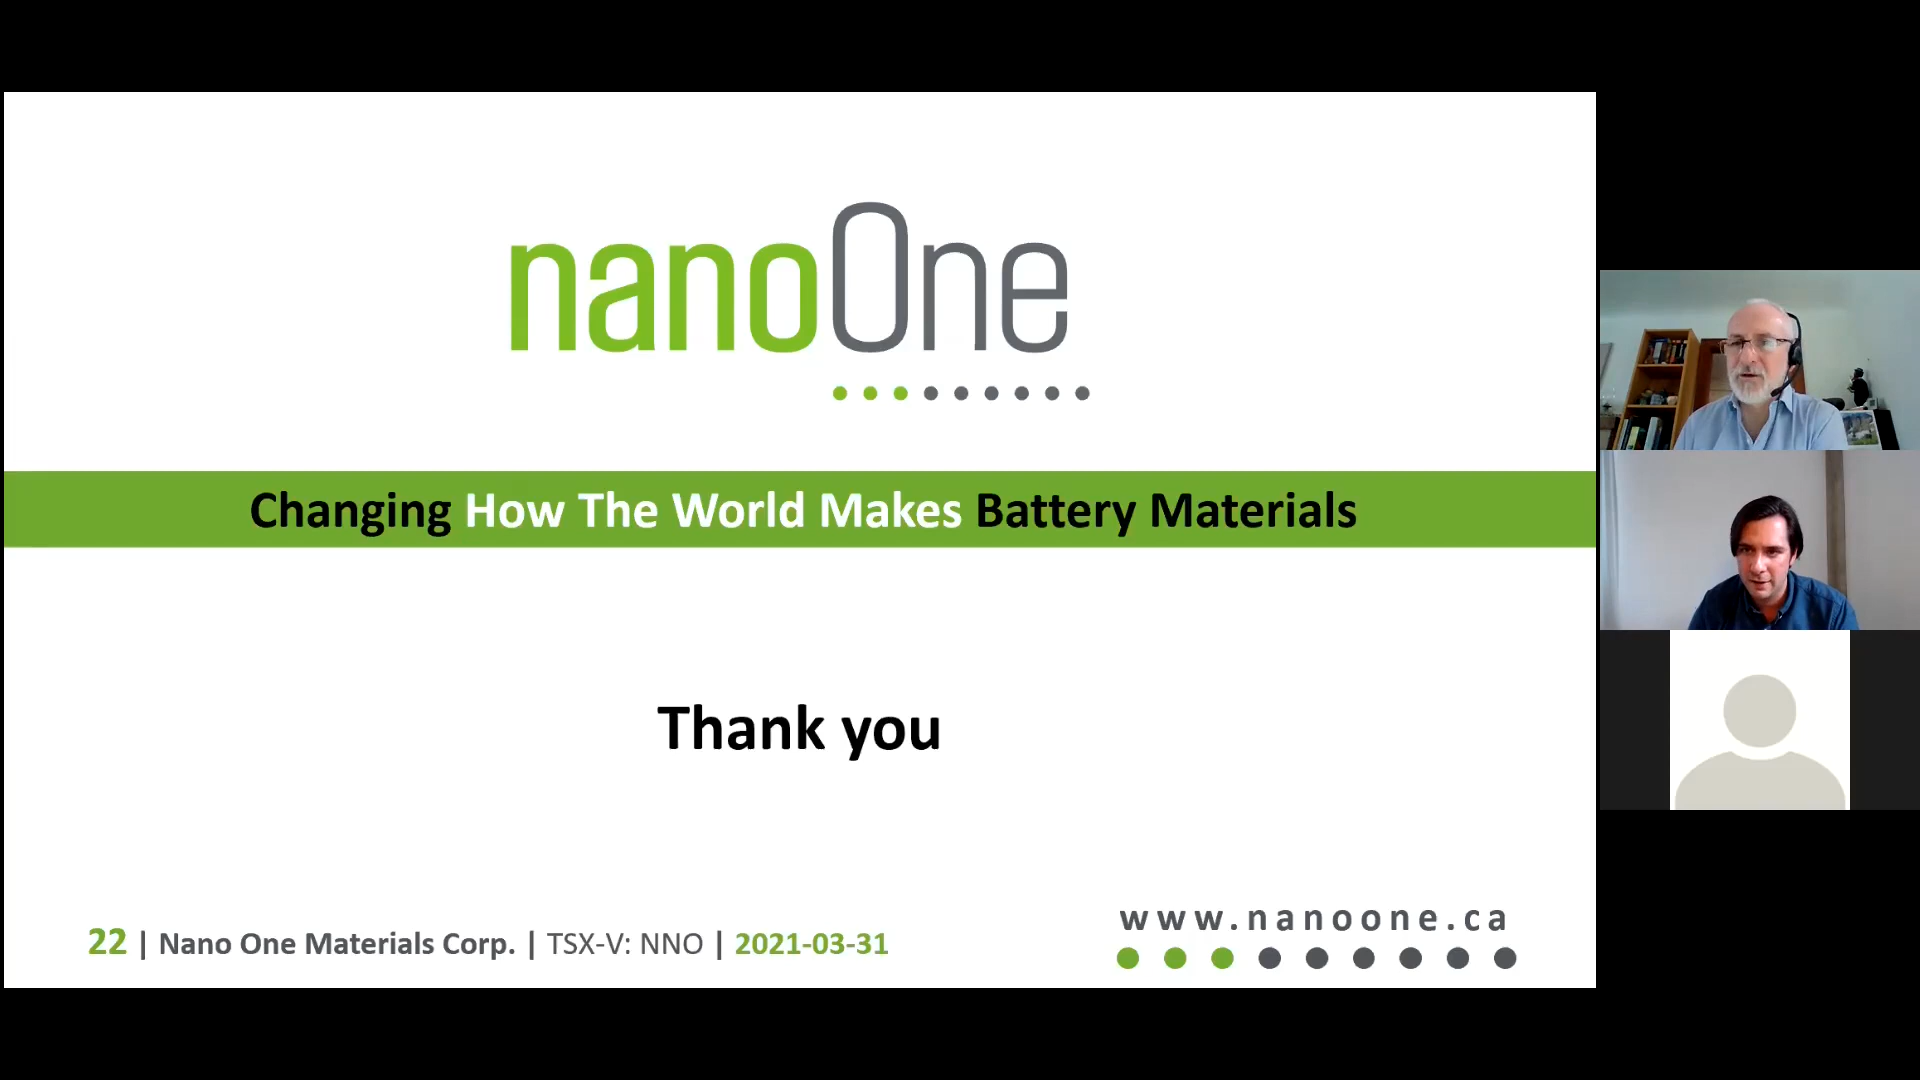 nanoOne
Changing How The World Makes Battery Materials
Thank you
www.nanoone.ca
22 | Nano One Materials Corp. | TSX-V: NNO | 2021-03-31